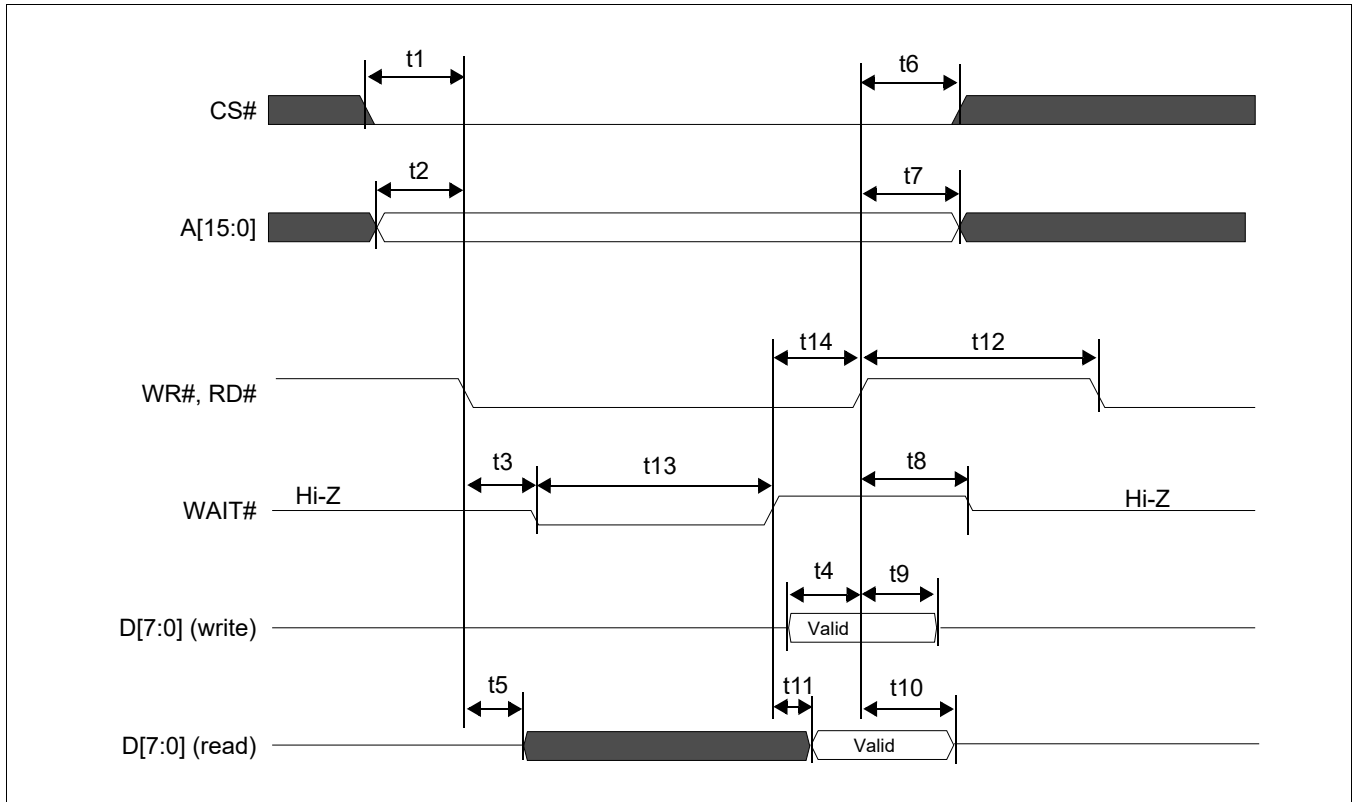 t1
t6
CS#
t2
t7
A[15:0]
t14
t12
WR#, RD#
t3
t13
t8
Hi-Z
Hi-Z
WAIT#
t4
t9
D[7:0] (write)
Valid
t5
t11
t10
D[7:0] (read)
Valid